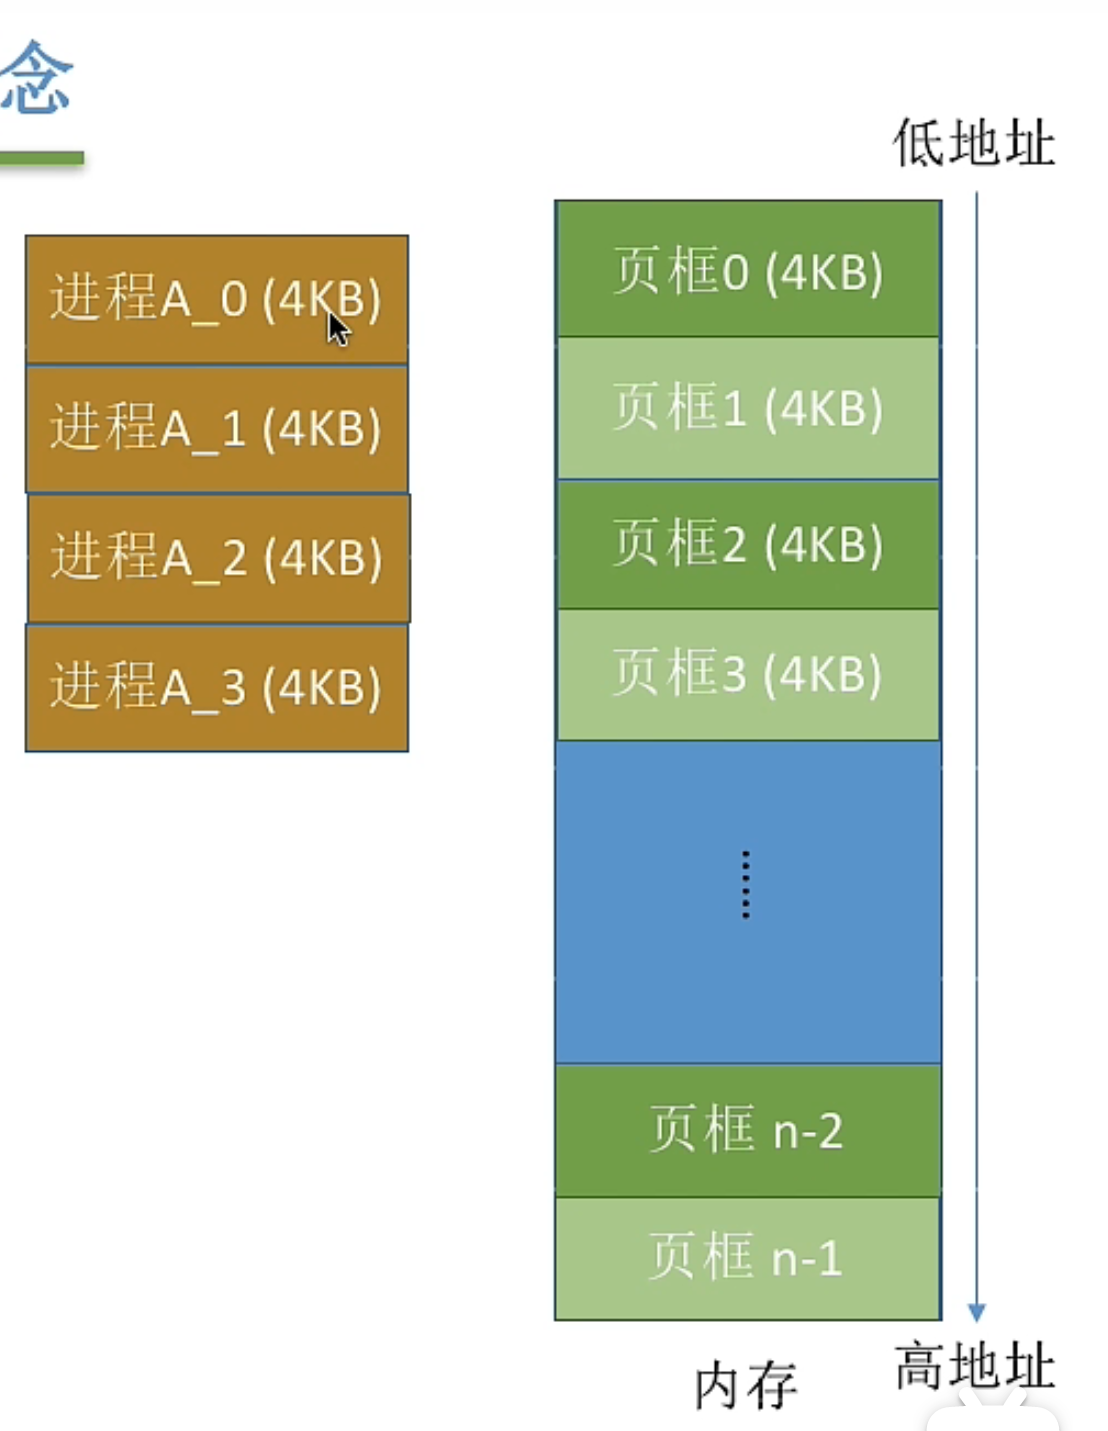 念
低地址
进程A_0 (4KB)
进程A_1 (4KB)
进程A_2 (4KB)
进程A_3 (4KB)
页框0 (4KB)
页框1 (4KB)
页框2 (4KB)
页框3 (4KB)
......
页框 n-2
页框 n-1
内存
高地址